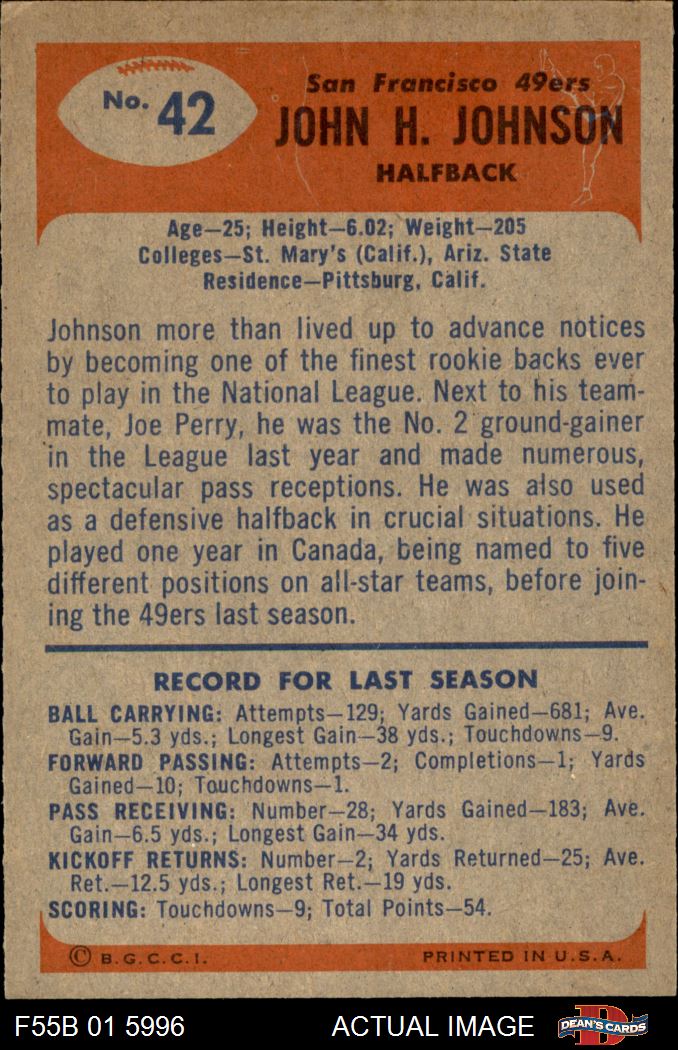 No. 42
San Francisco 49ers
JOHN H. JOHNSON
HALFBACK
Age—25; Height—6.02; Weight—205
Colleges—St. Mary's (Calif.), Ariz. State
Residence—Pittsburg, Calif.
Johnson more than lived up to advance notices
by becoming one of the finest rookie backs ever
to play in the National League. Next to his team-
mate, Joe Perry, he was the No. 2 ground-gainer
in the League last year and made numerous,
spectacular pass receptions. He was also used
as a defensive halfback in crucial situations. He
played one year in Canada, being named to five
different positions on all-star teams, before join-
ing the 49ers last season.
RECORD FOR LAST SEASON
BALL CARRYING: Attempts—129; Yards Gained—681; Ave.
Gain—5.3 yds.; Longest Gain—38 yds.; Touchdowns—9.
FORWARD PASSING: Attempts—2; Completions—1; Yards
Gained—10; Touchdowns—1.
PASS RECEIVING: Number—28; Yards Gained—183; Ave.
Gain—6.5 yds.; Longest Gain—34 yds.
KICKOFF RETURNS: Number—2; Yards Returned—25; Ave.
Ret.—12.5 yds.; Longest Ret.—19 yds.
SCORING: Touchdowns—9; Total Points—54.
© B.G.C.C.I. PRINTED IN U.S.A.
F55B 01 5996 ACTUAL IMAGE D DEAN'S CARDS